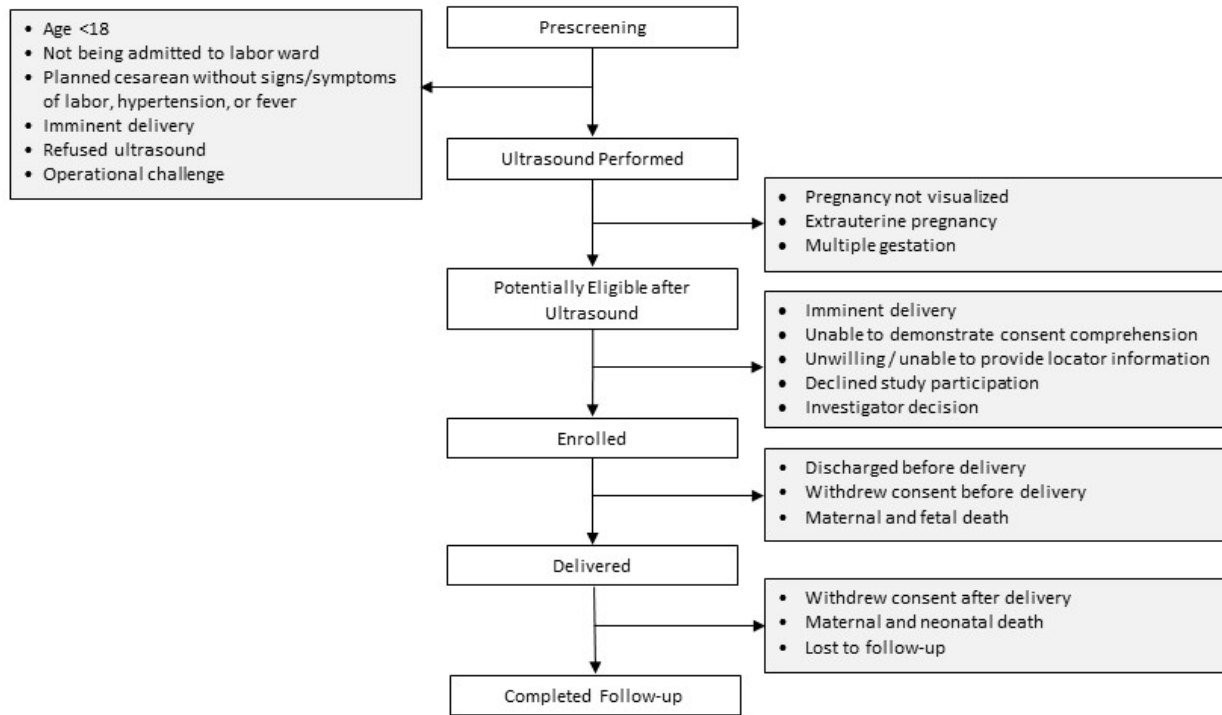 Prescreening
• Age <18
• Not being admitted to labor ward
• Planned cesarean without signs/symptoms
of labor, hypertension, or fever
• Imminent delivery
• Refused ultrasound
• Operational challenge
Ultrasound Performed
• Pregnancy not visualized
• Extrauterine pregnancy
• Multiple gestation
Potentially Eligible after
Ultrasound
• Imminent delivery
• Unable to demonstrate consent comprehension
• Unwilling / unable to provide locator information
• Declined study participation
• Investigator decision
Enrolled
• Discharged before delivery
• Withdrew consent before delivery
• Maternal and fetal death
Delivered
• Withdrew consent after delivery
• Maternal and neonatal death
• Lost to follow-up
Completed Follow-up